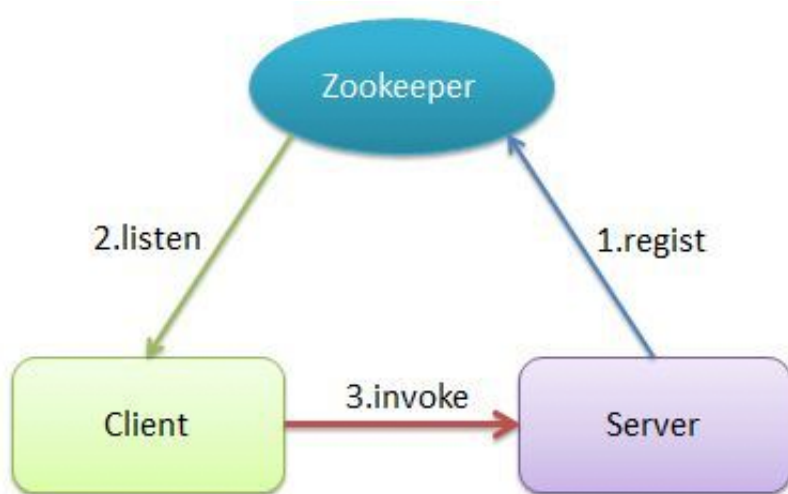 Zookeeper
2.listen
1.regist
3.invoke
Client
Server